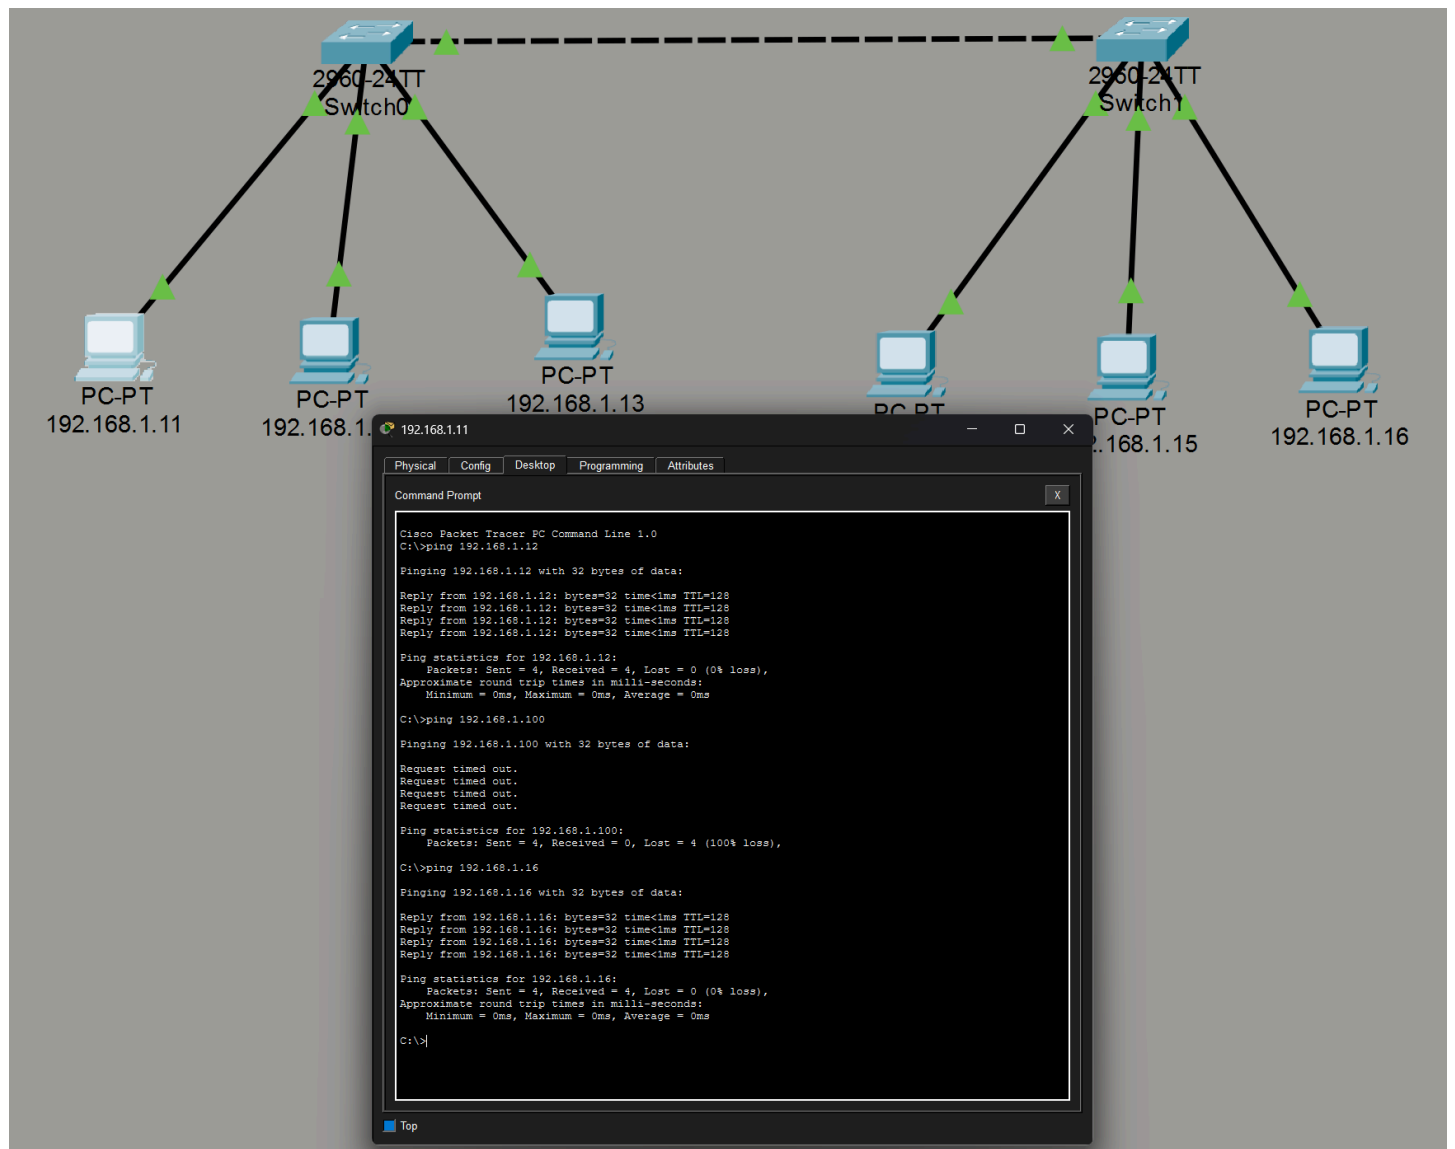 2960-24TT
Switch0
2960-24TT
Switch1
PC-PT
192.168.1.11
PC-PT
192.168.1.
PC-PT
192.168.1.13
PC-PT
PC-PT
.168.1.15
PC-PT
192.168.1.16
192.168.1.11
Physical Config Desktop Programming Attributes
Command Prompt X
Cisco Packet Tracer PC Command Line 1.0
C:\>ping 192.168.1.12
Pinging 192.168.1.12 with 32 bytes of data:
Reply from 192.168.1.12: bytes=32 time<1ms TTL=128
Reply from 192.168.1.12: bytes=32 time<1ms TTL=128
Reply from 192.168.1.12: bytes=32 time<1ms TTL=128
Reply from 192.168.1.12: bytes=32 time<1ms TTL=128
Ping statistics for 192.168.1.12:
Packets: Sent = 4, Received = 4, Lost = 0 (0% loss),
Approximate round trip times in milli-seconds:
Minimum = 0ms, Maximum = 0ms, Average = 0ms
C:\>ping 192.168.1.100
Pinging 192.168.1.100 with 32 bytes of data:
Request timed out.
Request timed out.
Request timed out.
Request timed out.
Ping statistics for 192.168.1.100:
Packets: Sent = 4, Received = 0, Lost = 4 (100% loss),
C:\>ping 192.168.1.16
Pinging 192.168.1.16 with 32 bytes of data:
Reply from 192.168.1.16: bytes=32 time<1ms TTL=128
Reply from 192.168.1.16: bytes=32 time<1ms TTL=128
Reply from 192.168.1.16: bytes=32 time<1ms TTL=128
Reply from 192.168.1.16: bytes=32 time<1ms TTL=128
Ping statistics for 192.168.1.16:
Packets: Sent = 4, Received = 4, Lost = 0 (0% loss),
Approximate round trip times in milli-seconds:
Minimum = 0ms, Maximum = 0ms, Average = 0ms
C:\>
Top